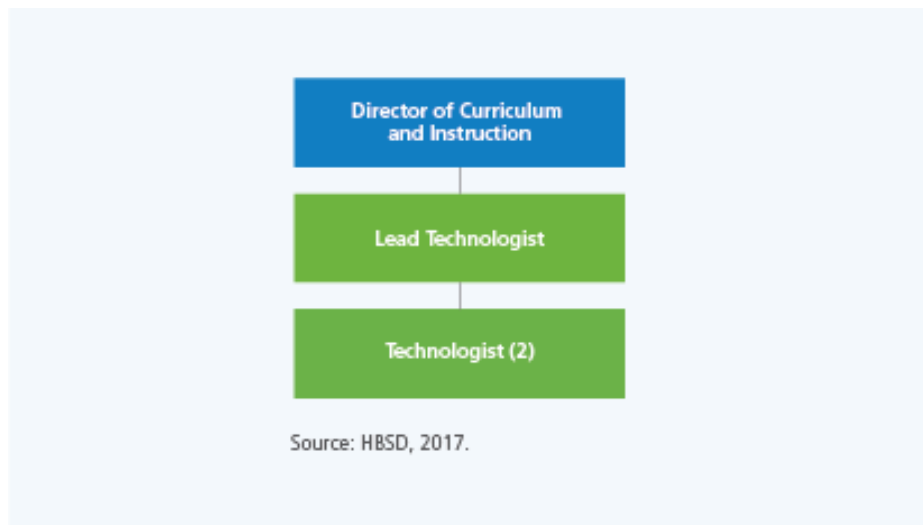 Director of Curriculum
and Instruction
Lead Technologist
Technologist (2)
Source: HBSD, 2017.